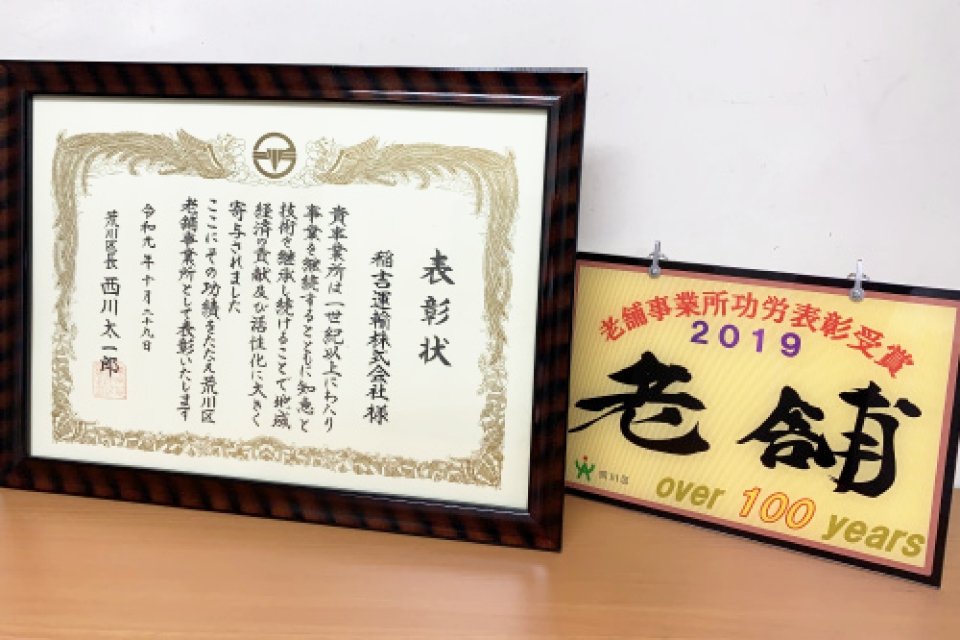 表彰状
稲吉運輸株式会社 様
貴事業所は一世紀以上にわたり
事業を継続するとともに知恵と
技術を継承し続けることで地域
経済の貢献及び活性化に大きく
寄与されました
ここにその功績をたたえ荒川区
老舗事業所として表彰いたします
令和元年十月二十九日
荒川区長 西川太一郎
老舗事業所功労表彰受賞
2019
老舗
荒川区
over 100 years